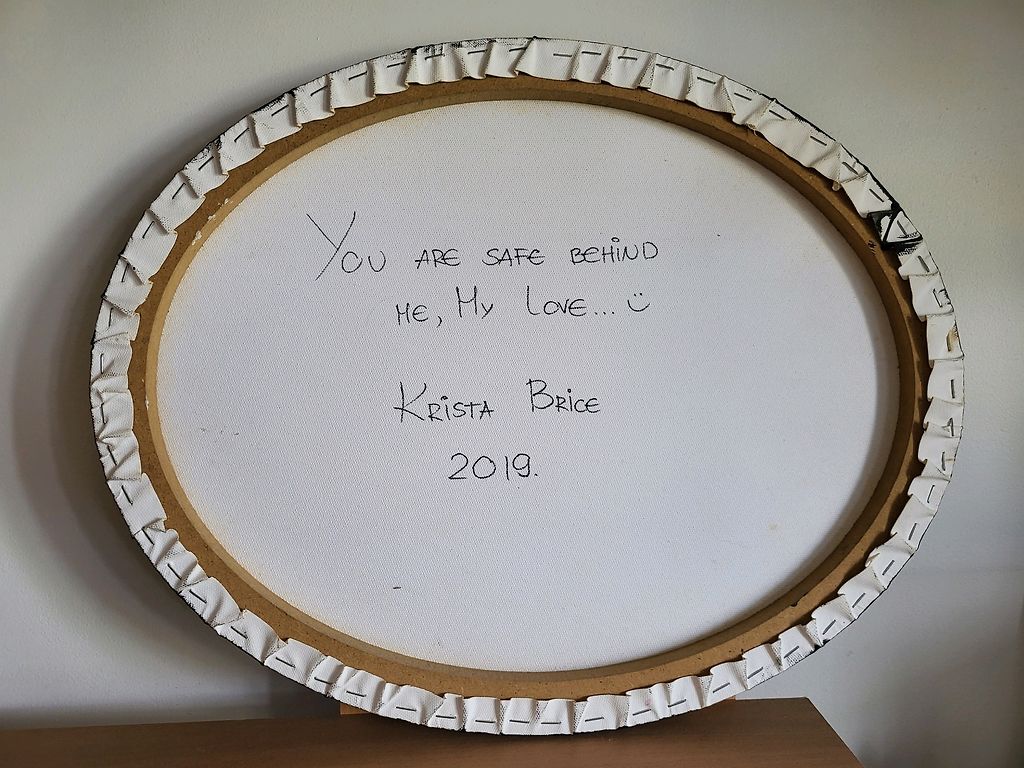 You are safe behind
me, My Love... ü
Krista Brice
2019.